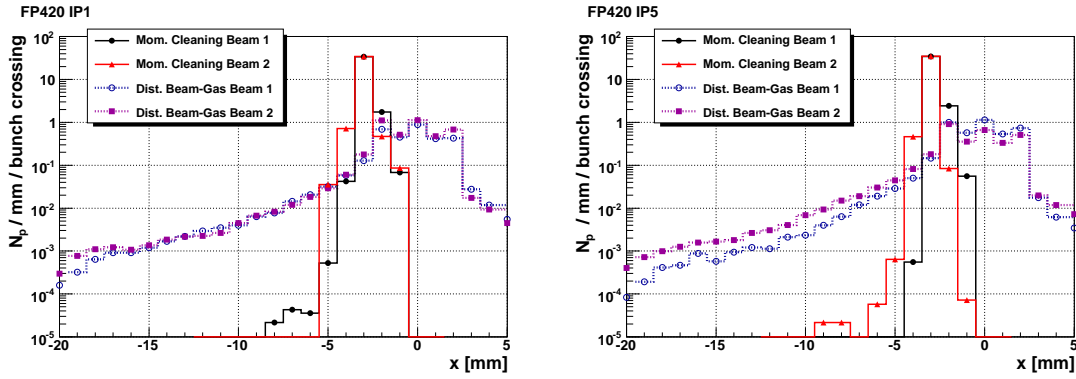 FP420 IP1
N_p / mm / bunch crossing
10^2
10
1
10^-1
10^-2
10^-3
10^-4
10^-5
Mom. Cleaning Beam 1
Mom. Cleaning Beam 2
Dist. Beam-Gas Beam 1
Dist. Beam-Gas Beam 2
-20 -15 -10 -5 0 5
x [mm]
FP420 IP5
N_p / mm / bunch crossing
10^2
10
1
10^-1
10^-2
10^-3
10^-4
10^-5
Mom. Cleaning Beam 1
Mom. Cleaning Beam 2
Dist. Beam-Gas Beam 1
Dist. Beam-Gas Beam 2
-20 -15 -10 -5 0 5
x [mm]